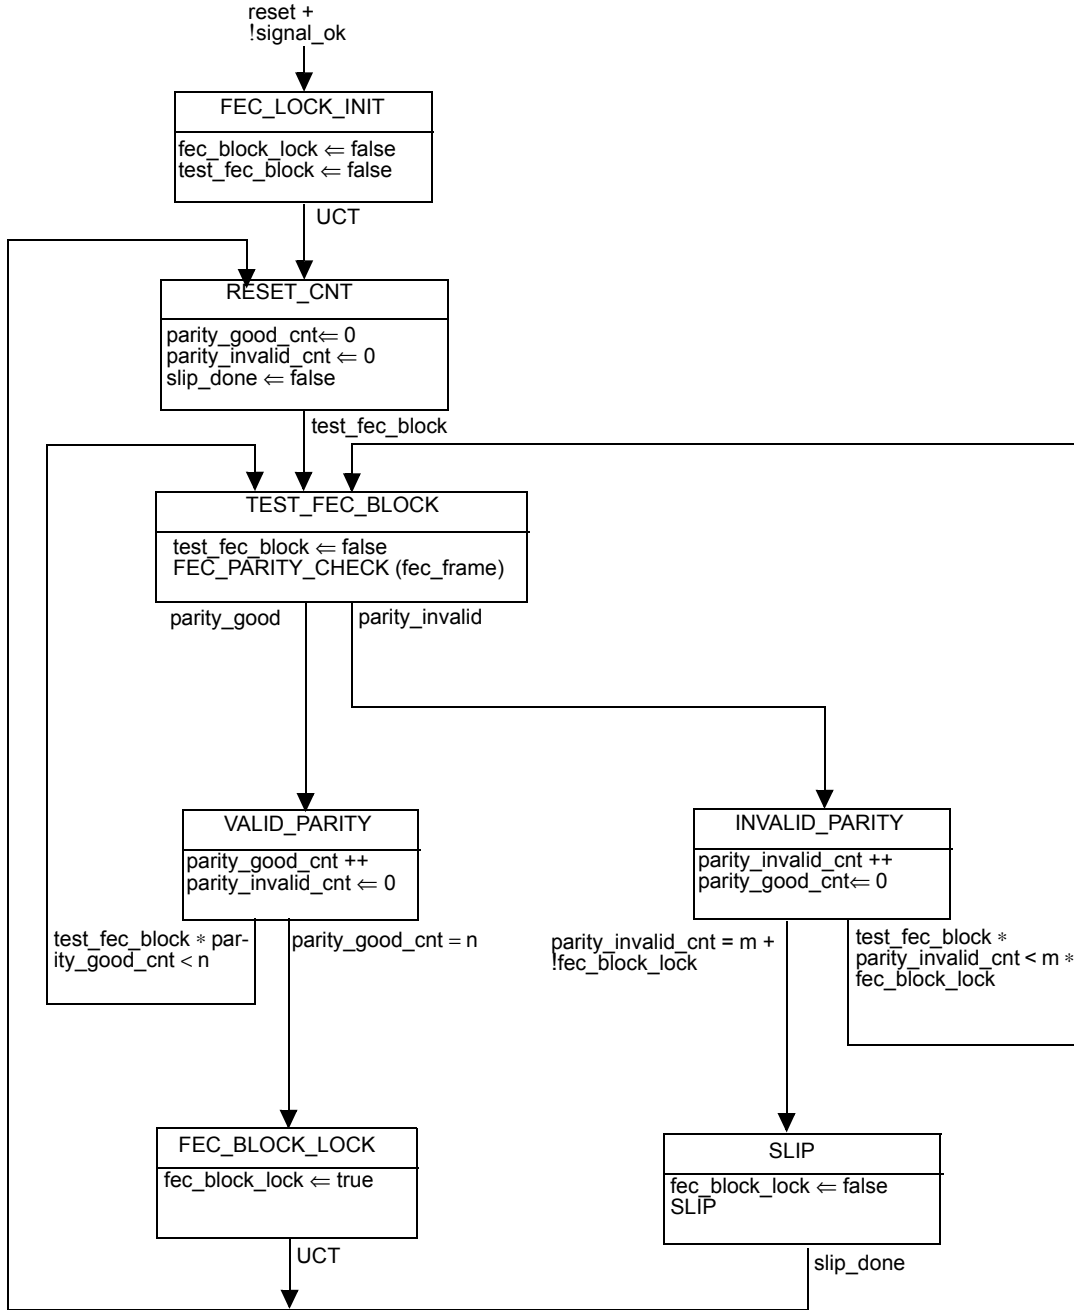 reset +
!signal_ok
FEC_LOCK_INIT
fec_block_lock ⇐ false
test_fec_block ⇐ false
UCT
RESET_CNT
parity_good_cnt⇐ 0
parity_invalid_cnt ⇐ 0
slip_done ⇐ false
test_fec_block
TEST_FEC_BLOCK
test_fec_block ⇐ false
FEC_PARITY_CHECK (fec_frame)
parity_good
parity_invalid
VALID_PARITY
parity_good_cnt ++
parity_invalid_cnt ⇐ 0
INVALID_PARITY
parity_invalid_cnt ++
parity_good_cnt⇐ 0
test_fec_block ∗ par-
ity_good_cnt < n
parity_good_cnt = n
parity_invalid_cnt = m +
!fec_block_lock
test_fec_block ∗
parity_invalid_cnt < m ∗
fec_block_lock
FEC_BLOCK_LOCK
fec_block_lock ⇐ true
SLIP
fec_block_lock ⇐ false
SLIP
UCT
slip_done